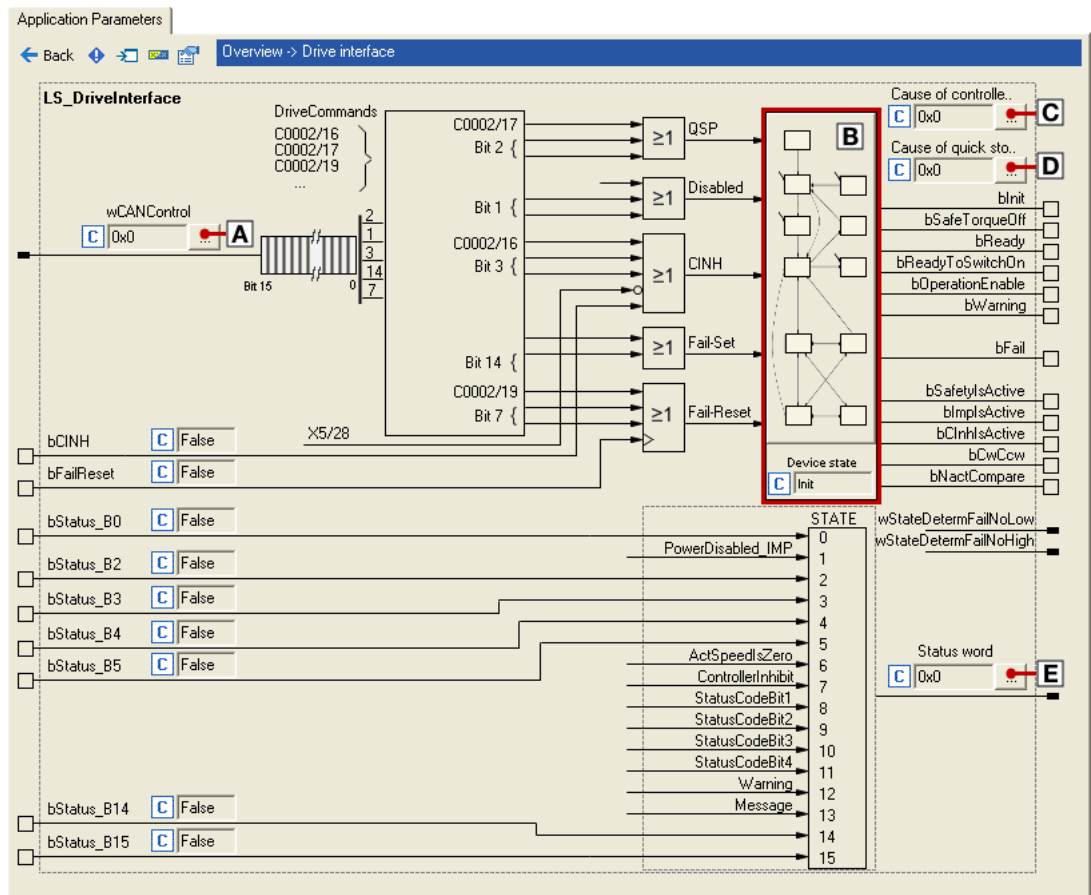 Application Parameters
Back
Overview -> Drive interface
LS_DriveInterface
DriveCommands
C0002/16
C0002/17
C0002/19
...
wCANControl
C 0x0 ... A
Bit 15
0
2
1
3
14
7
C0002/17
Bit 2 {
Bit 1 {
C0002/16
Bit 3 {
Bit 14 {
C0002/19
Bit 7 {
≥1 QSP
≥1 Disabled
≥1 CINH
≥1 Fail-Set
≥1 Fail-Reset
X5/28
B
Device state
C Init
Cause of controlle..
C 0x0 ... C
Cause of quick sto..
C 0x0 ... D
bInit
bSafeTorqueOff
bReady
bReadyToSwitchOn
bOperationEnable
bWarning
bFail
bSafetyIsActive
bImpIsActive
bCInhIsActive
bCwCcw
bNactCompare
bCINH C False
bFailReset C False
bStatus_B0 C False
bStatus_B2 C False
bStatus_B3 C False
bStatus_B4 C False
bStatus_B5 C False
bStatus_B14 C False
bStatus_B15 C False
STATE
0
PowerDisabled_IMP 1
2
3
4
5
ActSpeedIsZero 6
ControllerInhibit 7
StatusCodeBit1 8
StatusCodeBit2 9
StatusCodeBit3 10
StatusCodeBit4 11
Warning 12
Message 13
14
15
wStateDetermFailNoLow
wStateDetermFailNoHigh
Status word
C 0x0 ... E